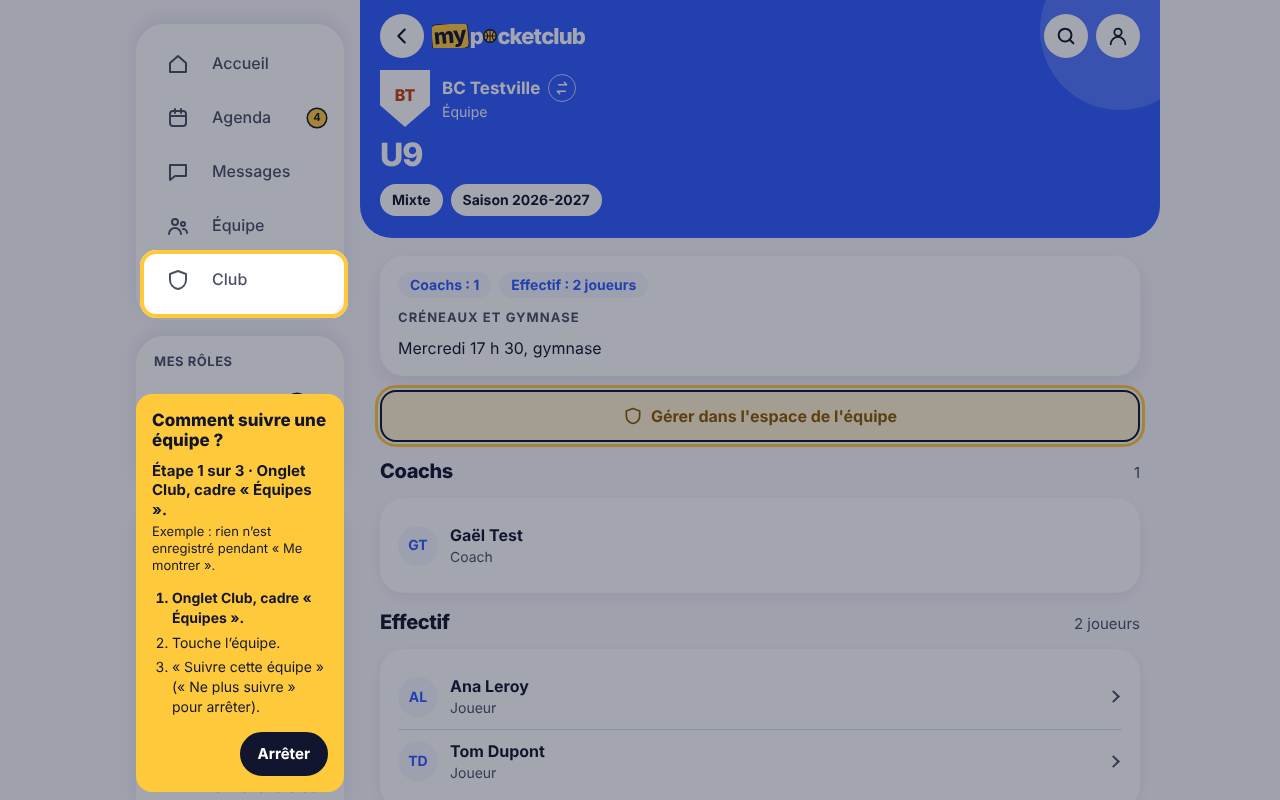 Accueil
Agenda
4
Messages
Équipe
Club
MES RÔLES
Comment suivre une
équipe ?
Étape 1 sur 3 · Onglet
Club, cadre « Équipes
».
Exemple : rien n’est
enregistré pendant « Me
montrer ».
1. Onglet Club, cadre «
Équipes ».
2. Touche l’équipe.
3. « Suivre cette équipe »
(« Ne plus suivre »
pour arrêter).
Arrêter
mypocketclub
BT
BC Testville
Équipe
U9
Mixte
Saison 2026-2027
Coachs : 1
Effectif : 2 joueurs
CRÉNEAUX ET GYMNASE
Mercredi 17 h 30, gymnase
Gérer dans l'espace de l'équipe
Coachs
1
GT
Gaël Test
Coach
Effectif
2 joueurs
AL
Ana Leroy
Joueur
TD
Tom Dupont
Joueur